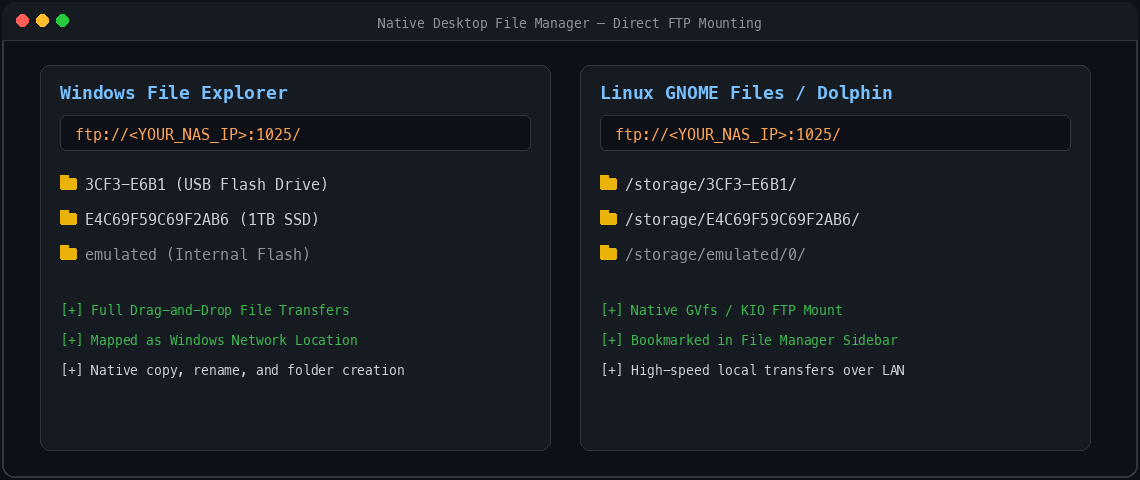 Native Desktop File Manager — Direct FTP Mounting
Windows File Explorer
ftp://<YOUR_NAS_IP>:1025/
3CF3-E6B1 (USB Flash Drive)
E4C69F59C69F2AB6 (1TB SSD)
emulated (Internal Flash)
[+] Full Drag-and-Drop File Transfers
[+] Mapped as Windows Network Location
[+] Native copy, rename, and folder creation
Linux GNOME Files / Dolphin
ftp://<YOUR_NAS_IP>:1025/
/storage/3CF3-E6B1/
/storage/E4C69F59C69F2AB6/
/storage/emulated/0/
[+] Native GVfs / KIO FTP Mount
[+] Bookmarked in File Manager Sidebar
[+] High-speed local transfers over LAN